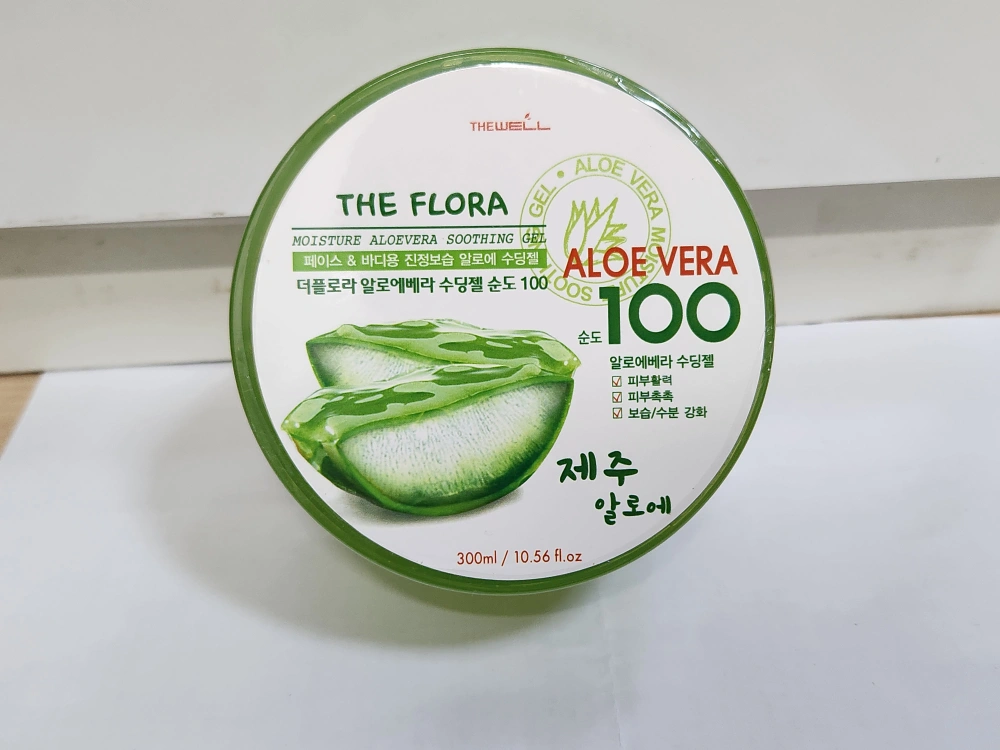 THEWELL
THE FLORA
MOISTURE ALOEVERA SOOTHING GEL
페이스 & 바디용 진정보습 알로에 수딩젤
더플로라 알로에베라 수딩젤 순도 100
ALOE VERA MOISTURE SOOTHING GEL
ALOE VERA
순도 100
알로에베라 수딩젤
피부활력
피부촉촉
보습/수분 강화
제주
알로에
300ml / 10.56 fl.oz